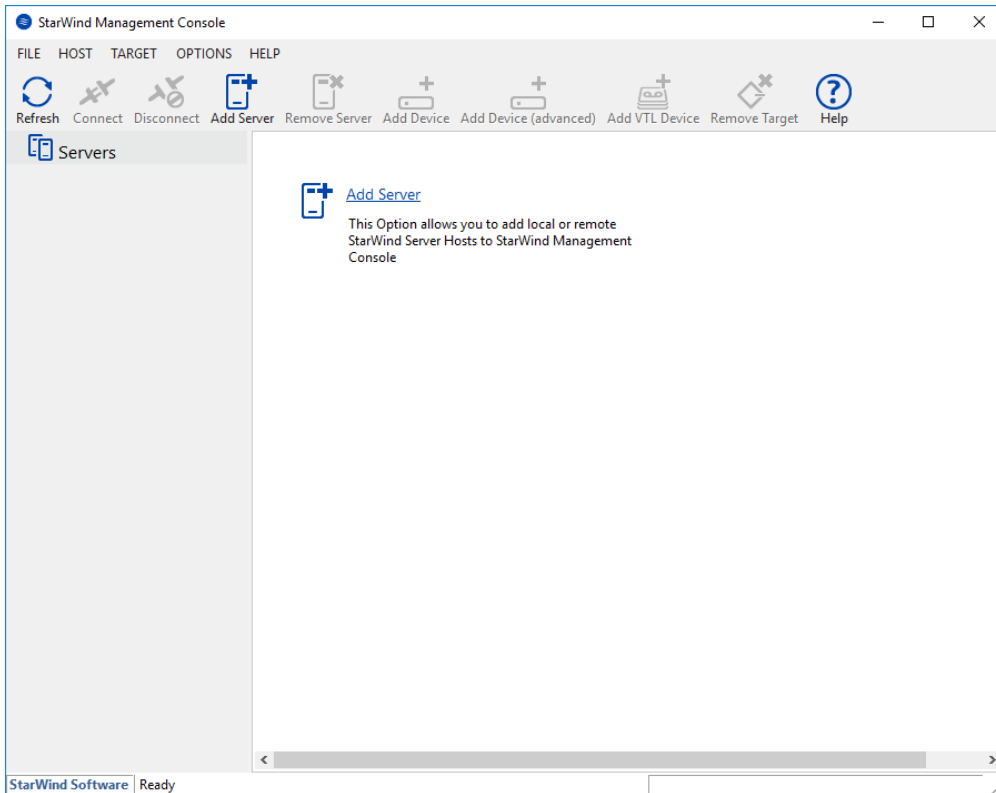 StarWind Management Console
FILE HOST TARGET OPTIONS HELP
Refresh Connect Disconnect Add Server Remove Server Add Device Add Device (advanced) Add VTL Device Remove Target Help
Servers
Add Server
This Option allows you to add local or remote
StarWind Server Hosts to StarWind Management
Console
StarWind Software Ready